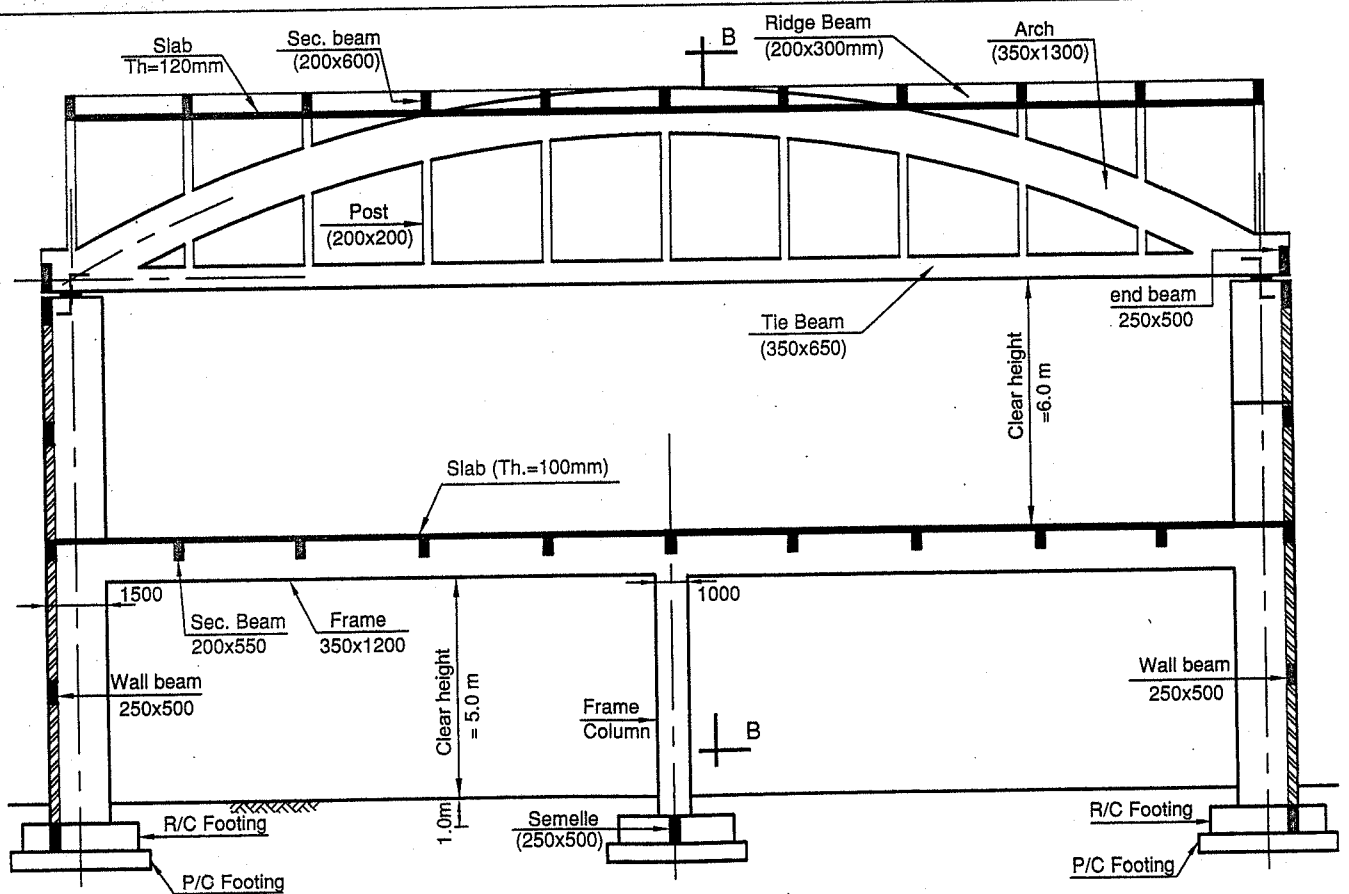 Slab
Th=120mm
Sec. beam
(200x600)
B
Ridge Beam
(200x300mm)
Arch
(350x1300)
Post
(200x200)
Tie Beam
(350x650)
end beam
250x500
Clear height
=6.0 m
Slab (Th.=100mm)
1500
1000
Sec. Beam
200x550
Frame
350x1200
Wall beam
250x500
Clear height
= 5.0 m
Frame
Column
B
Wall beam
250x500
1.0m
R/C Footing
Semelle
(250x500)
R/C Footing
P/C Footing
P/C Footing